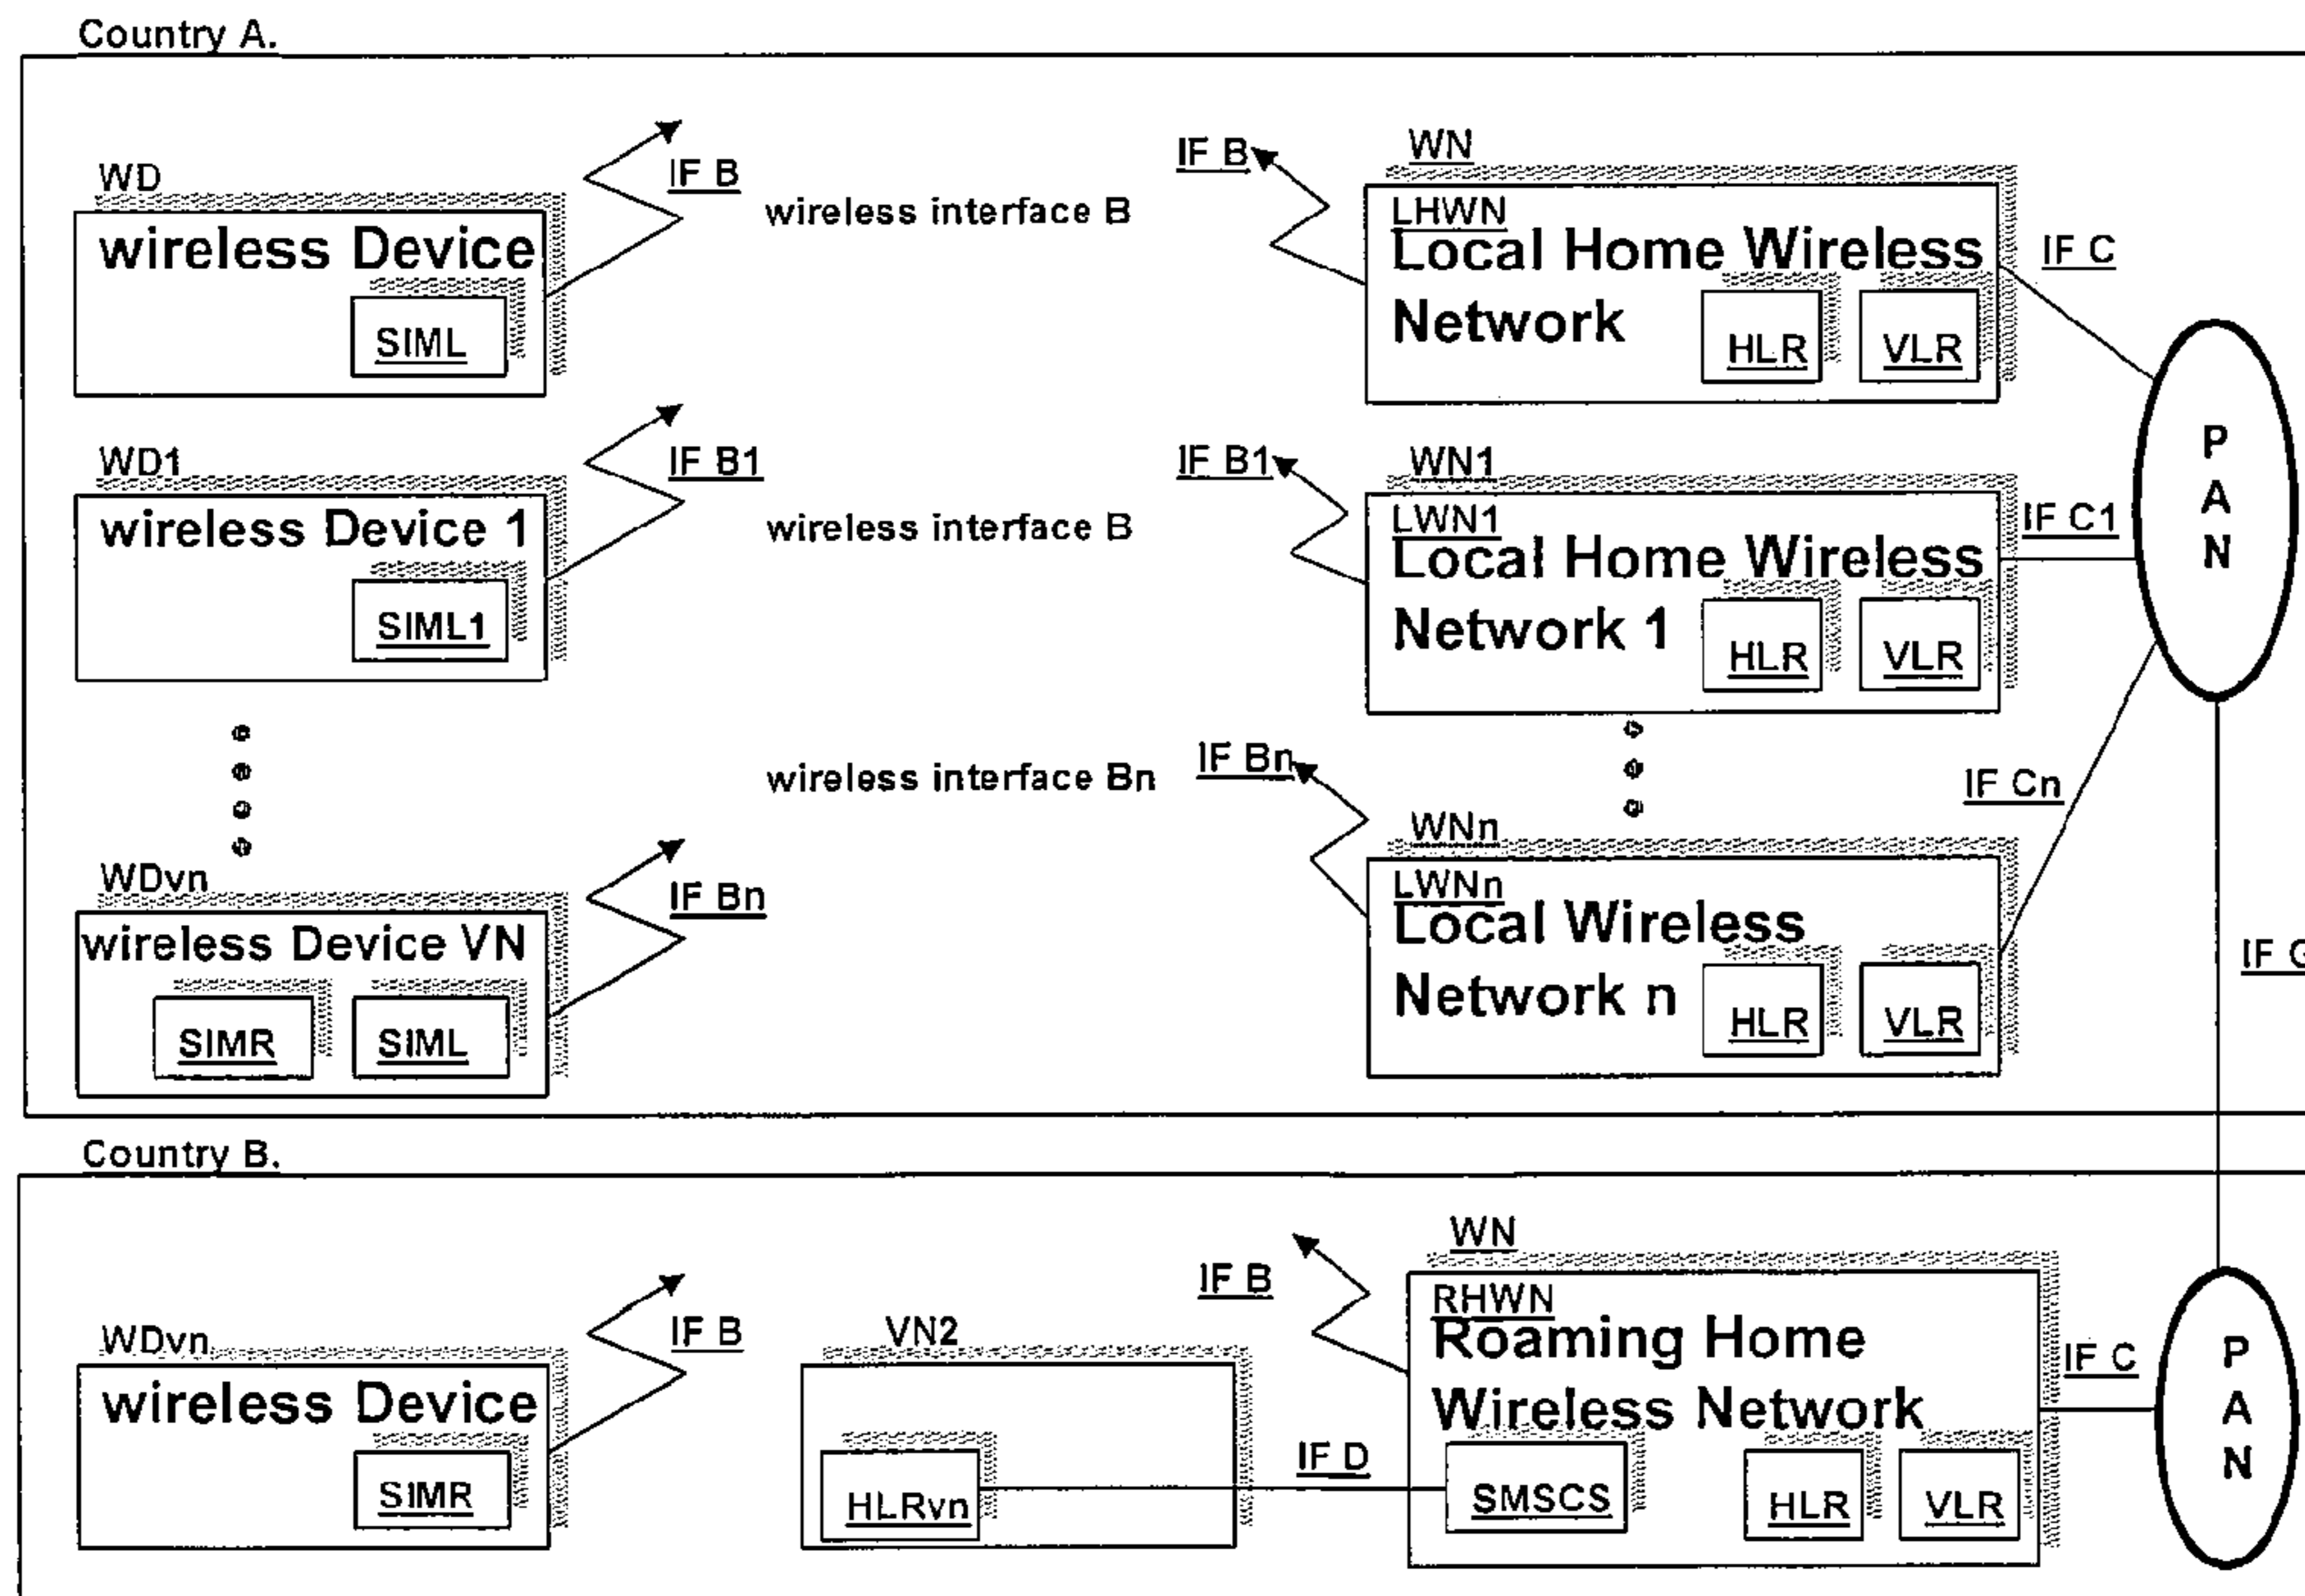 Country A.
WD
wireless Device
SIML
IF B
wireless interface B
IF B
WN
LHWN
Local Home Wireless
Network
HLR
VLR
IF C
WD1
wireless Device 1
SIML1
IF B1
wireless interface B
IF B1
WN1
LWN1
Local Home Wireless
Network 1
HLR
VLR
IF C1
P
A
N
WDvn
wireless Device VN
SIMR
SIML
IF Bn
wireless interface Bn
IF Bn
WNn
LWNn
Local Wireless
Network n
HLR
VLR
IF Cn
IF
Country B.
WDvn
wireless Device
SIMR
IF B
VN2
HLRvn
IF D
IF B
WN
RHWN
Roaming Home
Wireless Network
SMSCS
HLR
VLR
IF C
P
A
N